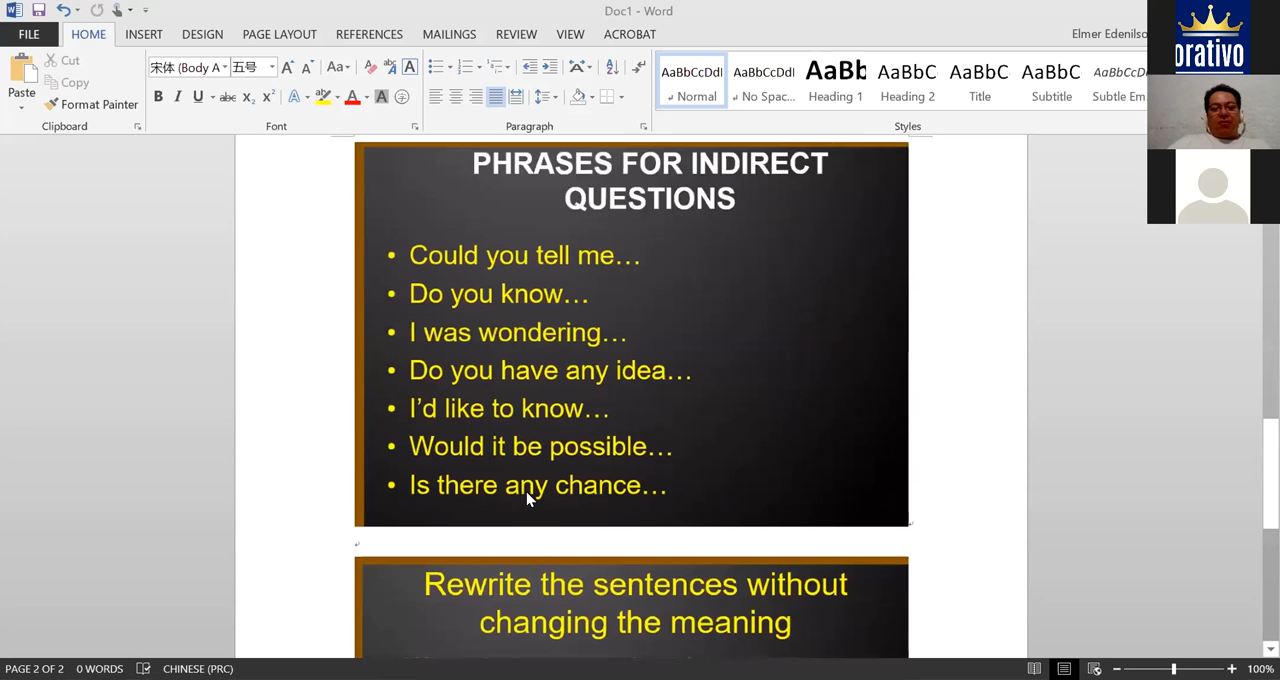 Doc1 - Word
FILE HOME INSERT DESIGN PAGE LAYOUT REFERENCES MAILINGS REVIEW VIEW ACROBAT Elmer Edenilso
orativo
Paste
Cut
Copy
Format Painter
宋体 (Body A 五号 Aa A
B I U abc X₂ X² A A A
AaBbCcDdI Normal
AaBbCcDdI No Spac...
AaBb Heading 1
AaBbC Heading 2
AaBbC Title
AaBbC Subtitle
AaBbCcD Subtle Em
Clipboard Font Paragraph Styles
PHRASES FOR INDIRECT
QUESTIONS
• Could you tell me…
• Do you know…
• I was wondering…
• Do you have any idea…
• I’d like to know…
• Would it be possible…
• Is there any chance…
Rewrite the sentences without
changing the meaning
PAGE 2 OF 2 0 WORDS CHINESE (PRC) 100%